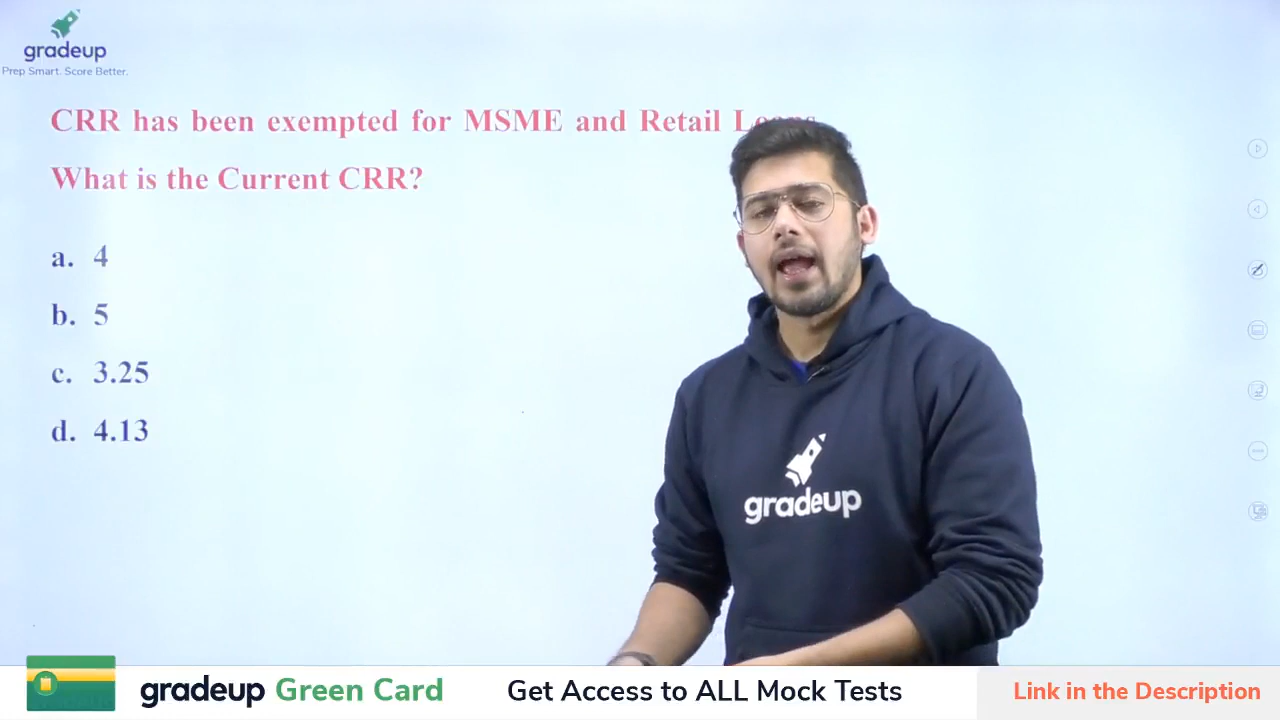 gradeup
Prep Smart. Score Better.
CRR has been exempted for MSME and Retail
What is the Current CRR?
a. 4
b. 5
c. 3.25
d. 4.13
gradeup
gradeup Green Card
Get Access to ALL Mock Tests
Link in the Description